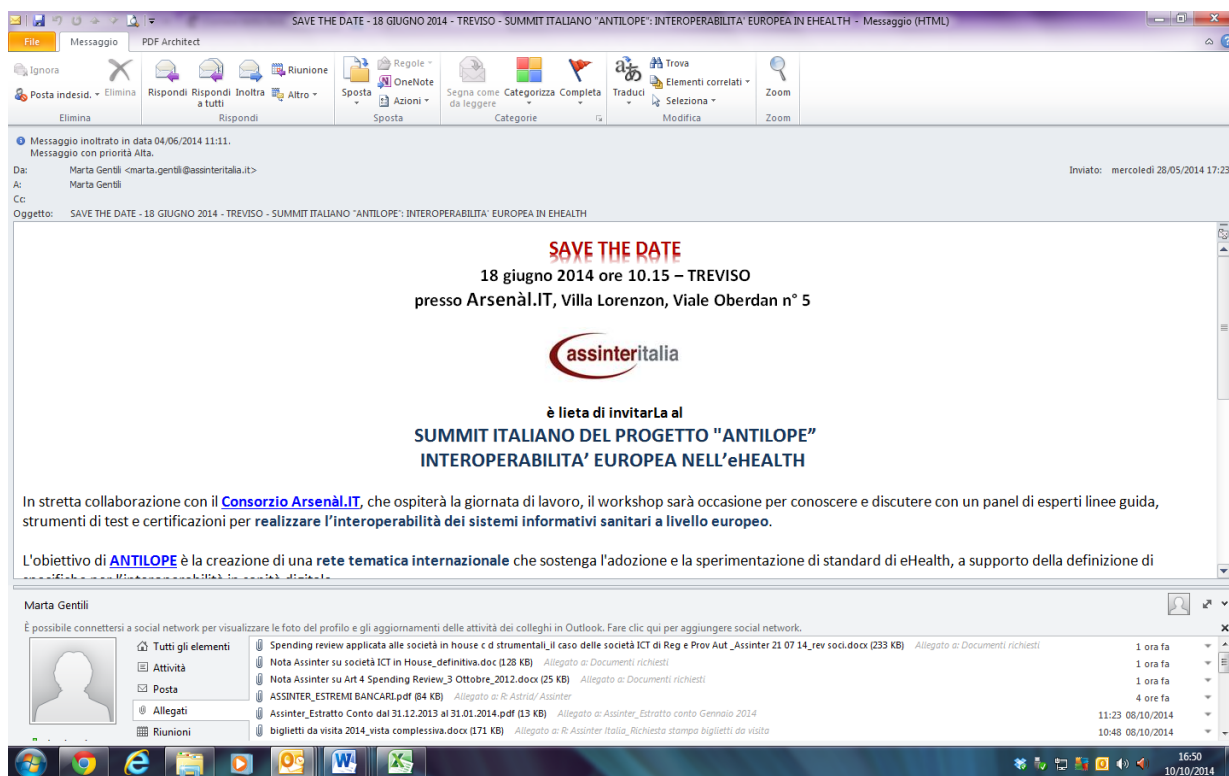 SAVE THE DATE - 18 GIUGNO 2014 - TREVISO - SUMMIT ITALIANO "ANTILOPE": INTEROPERABILITA' EUROPEA IN EHEALTH - Messaggio (HTML)
File Messaggio PDF Architect
Ignora
Posta indesid.
Elimina
Rispondi
Rispondi a tutti
Inoltra
Riunione
Altro
Sposta
Regole
OneNote
Azioni
Segna come da leggere
Categorizza
Completa
Traduci
Trova
Elementi correlati
Seleziona
Zoom
Elimina Rispondi Sposta Categorie Modifica Zoom
Messaggio inoltrato in data 04/06/2014 11:11.
Messaggio con priorità Alta.
Da: Marta Gentili <marta.gentili@assinteritalia.it> Inviato: mercoledì 28/05/2014 17:23
A: Marta Gentili
Cc:
Oggetto: SAVE THE DATE - 18 GIUGNO 2014 - TREVISO - SUMMIT ITALIANO "ANTILOPE": INTEROPERABILITA' EUROPEA IN EHEALTH
SAVE THE DATE
18 giugno 2014 ore 10.15 – TREVISO
presso Arsenàl.IT, Villa Lorenzon, Viale Oberdan n° 5
assinteritalia
è lieta di invitarLa al
SUMMIT ITALIANO DEL PROGETTO "ANTILOPE”
INTEROPERABILITA’ EUROPEA NELL’eHEALTH
In stretta collaborazione con il Consorzio Arsenàl.IT, che ospiterà la giornata di lavoro, il workshop sarà occasione per conoscere e discutere con un panel di esperti linee guida,
strumenti di test e certificazioni per realizzare l’interoperabilità dei sistemi informativi sanitari a livello europeo.
L'obiettivo di ANTILOPE è la creazione di una rete tematica internazionale che sostenga l'adozione e la sperimentazione di standard di eHealth, a supporto della definizione di
Marta Gentili
È possibile connettersi a social network per visualizzare le foto del profilo e gli aggiornamenti delle attività dei colleghi in Outlook. Fare clic qui per aggiungere social network.
Tutti gli elementi
Attività
Posta
Allegati
Riunioni
Spending review applicata alle società in house c d strumentali_il caso delle società ICT di Reg e Prov Aut _Assinter 21 07 14_rev soci.docx (233 KB) Allegato a: Documenti richiesti 1 ora fa
Nota Assinter su società ICT in House_definitiva.doc (128 KB) Allegato a: Documenti richiesti 1 ora fa
Nota Assinter su Art 4 Spending Review_3 Ottobre_2012.docx (25 KB) Allegato a: Documenti richiesti 1 ora fa
ASSINTER_ESTREMI BANCARI.pdf (84 KB) Allegato a: R: Astrid/ Assinter 4 ore fa
Assinter_Estratto Conto dal 31.12.2013 al 31.01.2014.pdf (13 KB) Allegato a: Assinter_Estratto conto Gennaio 2014 11:23 08/10/2014
biglietti da visita 2014_vista complessiva.docx (171 KB) Allegato a: R: Assinter Italia_Richiesta stampa biglietti da visita 10:48 08/10/2014
16:50
10/10/2014